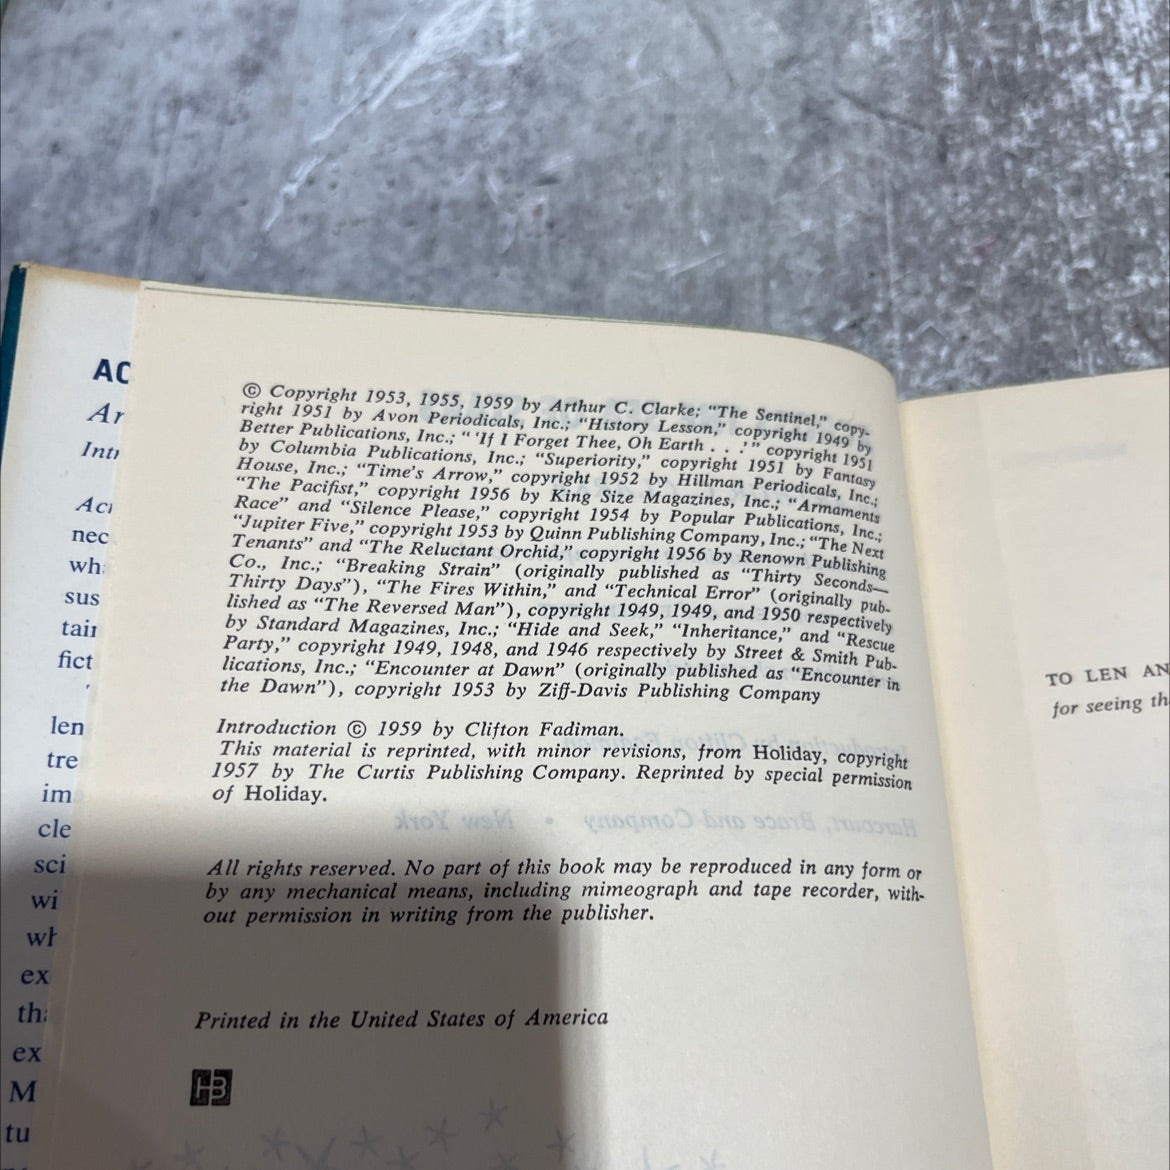 © Copyright 1953, 1955, 1959 by Arthur C. Clarke; “The Sentinel,” copy-
right 1951 by Avon Periodicals, Inc.; “History Lesson,” copyright 1949 by
Better Publications, Inc.; “ ‘If I Forget Thee, Oh Earth . . .’ ” copyright 1951
by Columbia Publications, Inc.; “Superiority,” copyright 1951 by Fantasy
House, Inc.; “Time’s Arrow,” copyright 1952 by Hillman Periodicals, Inc.;
“The Pacifist,” copyright 1956 by King Size Magazines, Inc.; “Armaments
Race” and “Silence Please,” copyright 1954 by Popular Publications, Inc.;
“Jupiter Five,” copyright 1953 by Quinn Publishing Company, Inc.; “The Next
Tenants” and “The Reluctant Orchid,” copyright 1956 by Renown Publishing
Co., Inc.; “Breaking Strain” (originally published as “Thirty Seconds—
Thirty Days”), “The Fires Within,” and “Technical Error” (originally pub-
lished as “The Reversed Man”), copyright 1949, 1949, and 1950 respectively
by Standard Magazines, Inc.; “Hide and Seek,” “Inheritance,” and “Rescue
Party,” copyright 1949, 1948, and 1946 respectively by Street & Smith Pub-
lications, Inc.; “Encounter at Dawn” (originally published as “Encounter in
the Dawn”), copyright 1953 by Ziff-Davis Publishing Company
Introduction © 1959 by Clifton Fadiman.
This material is reprinted, with minor revisions, from Holiday, copyright
1957 by The Curtis Publishing Company. Reprinted by special permission
of Holiday.
All rights reserved. No part of this book may be reproduced in any form or
by any mechanical means, including mimeograph and tape recorder, with-
out permission in writing from the publisher.
Printed in the United States of America
HB
AC
Ar
Intr
Acr
nec
wh
sus
tair
fict
len
tre
im
cle
sci
wi
wh
ex
tha
ex
M
tu
TO LEN AN
for seeing th